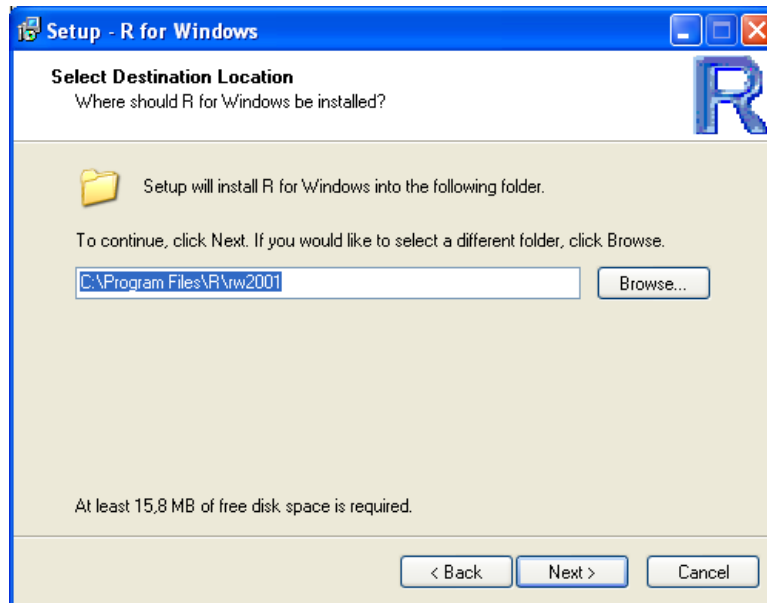 Setup - R for Windows
Select Destination Location
Where should R for Windows be installed?
R
Setup will install R for Windows into the following folder.
To continue, click Next. If you would like to select a different folder, click Browse.
C:\Program Files\R\rw2001
Browse...
At least 15,8 MB of free disk space is required.
< Back
Next >
Cancel